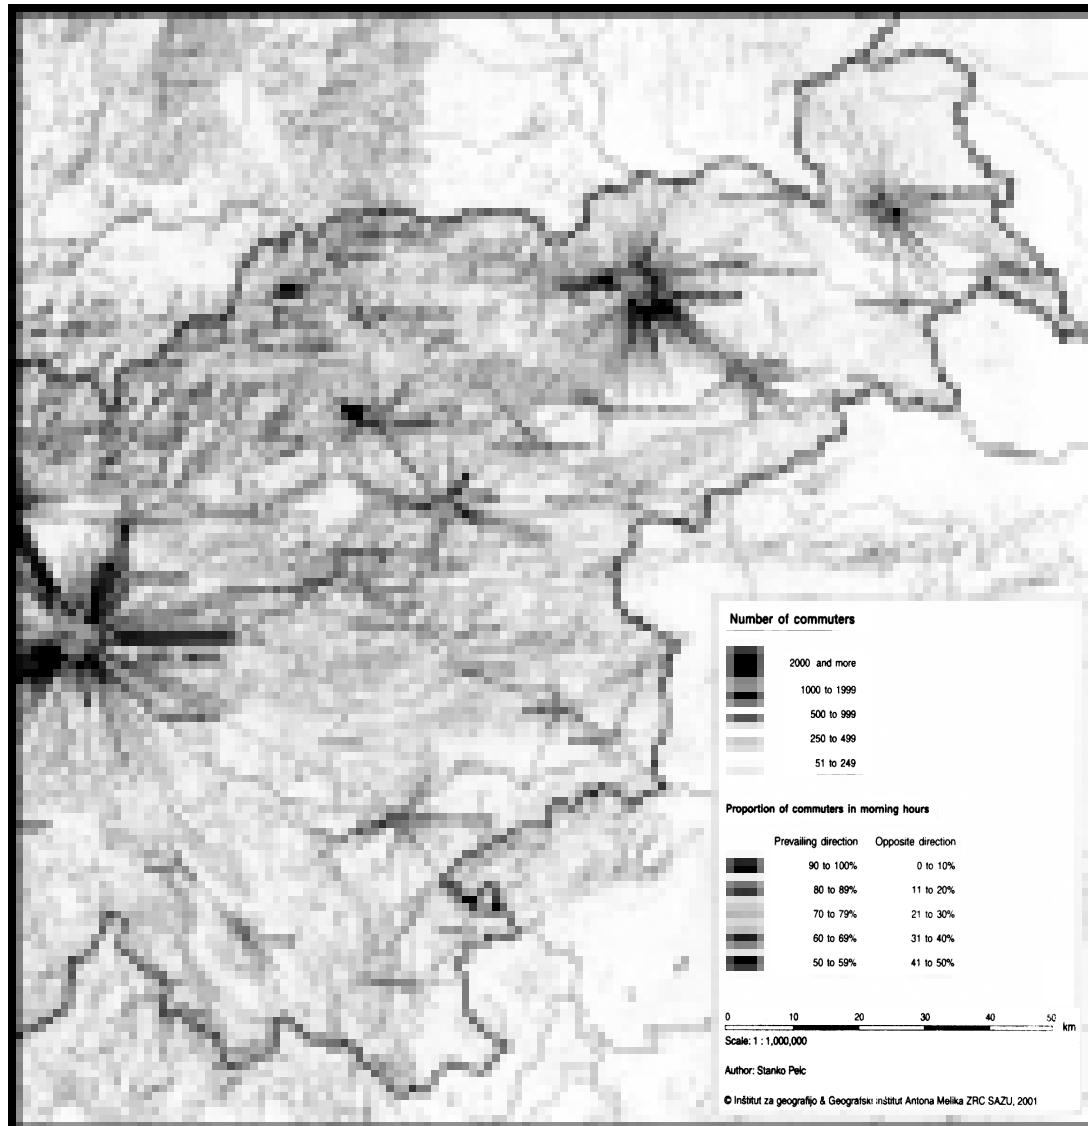 Number of commuters
2000 and more
1000 to 1999
500 to 999
250 to 499
51 to 249
Proportion of commuters in morning hours
Prevailing direction Opposite direction
90 to 100% 0 to 10%
80 to 89% 11 to 20%
70 to 79% 21 to 30%
60 to 69% 31 to 40%
50 to 59% 41 to 50%
0 10 20 30 40 50 km
Scale: 1 : 1,000,000
Author: Stanko Pelc
© Inštitut za geografijo & Geografski inštitut Antona Melika ZRC SAZU, 2001